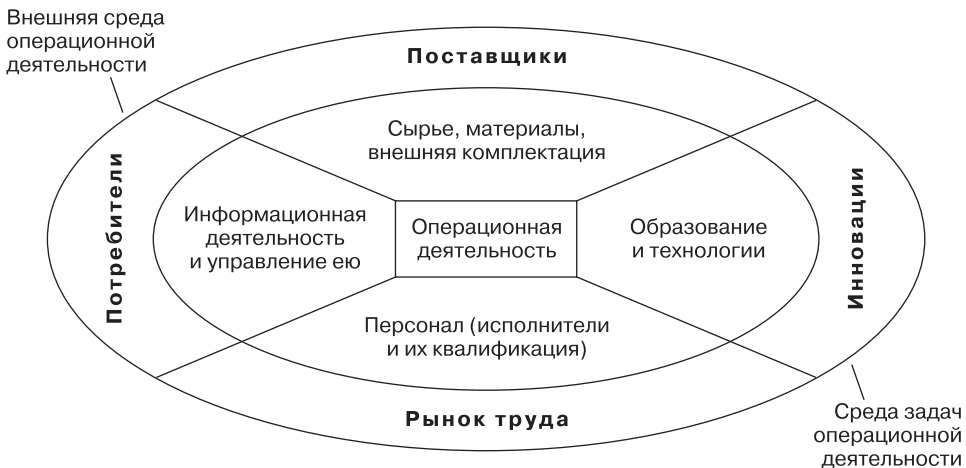 Внешняя среда
операционной
деятельности
Поставщики
Сырье, материалы,
внешняя комплектация
Потребители
Информационная
деятельность
и управление ею
Операционная
деятельность
Образование
и технологии
Инновации
Персонал (исполнители
и их квалификация)
Рынок труда
Среда задач
операционной
деятельности